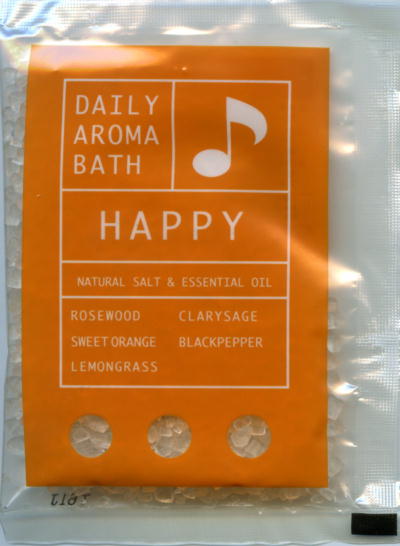 DAILY
AROMA
BATH
HAPPY
NATURAL SALT & ESSENTIAL OIL
ROSEWOOD CLARYSAGE
SWEET ORANGE BLACKPEPPER
LEMONGRASS